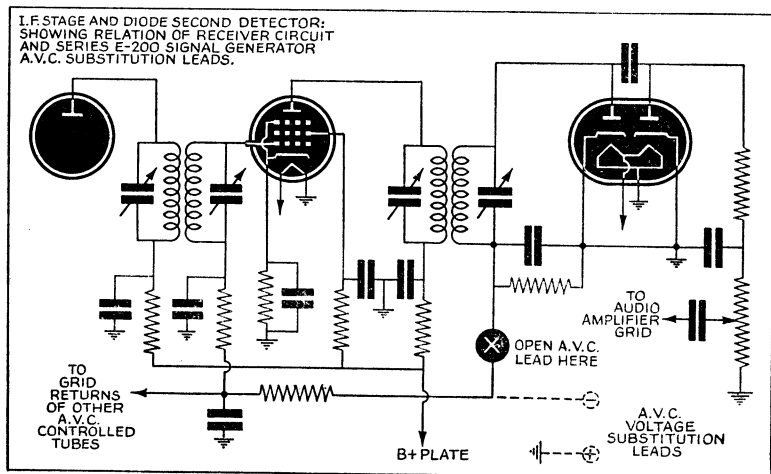 I.F. STAGE AND DIODE SECOND DETECTOR:
SHOWING RELATION OF RECEIVER CIRCUIT
AND SERIES E-200 SIGNAL GENERATOR
A.V.C. SUBSTITUTION LEADS.
TO
AUDIO
AMPLIFIER
GRID
OPEN A.V.C.
LEAD HERE
TO
GRID
RETURNS
OF OTHER
A.V.C.
CONTROLLED
TUBES
B+ PLATE
A.V.C.
VOLTAGE
SUBSTITUTION
LEADS